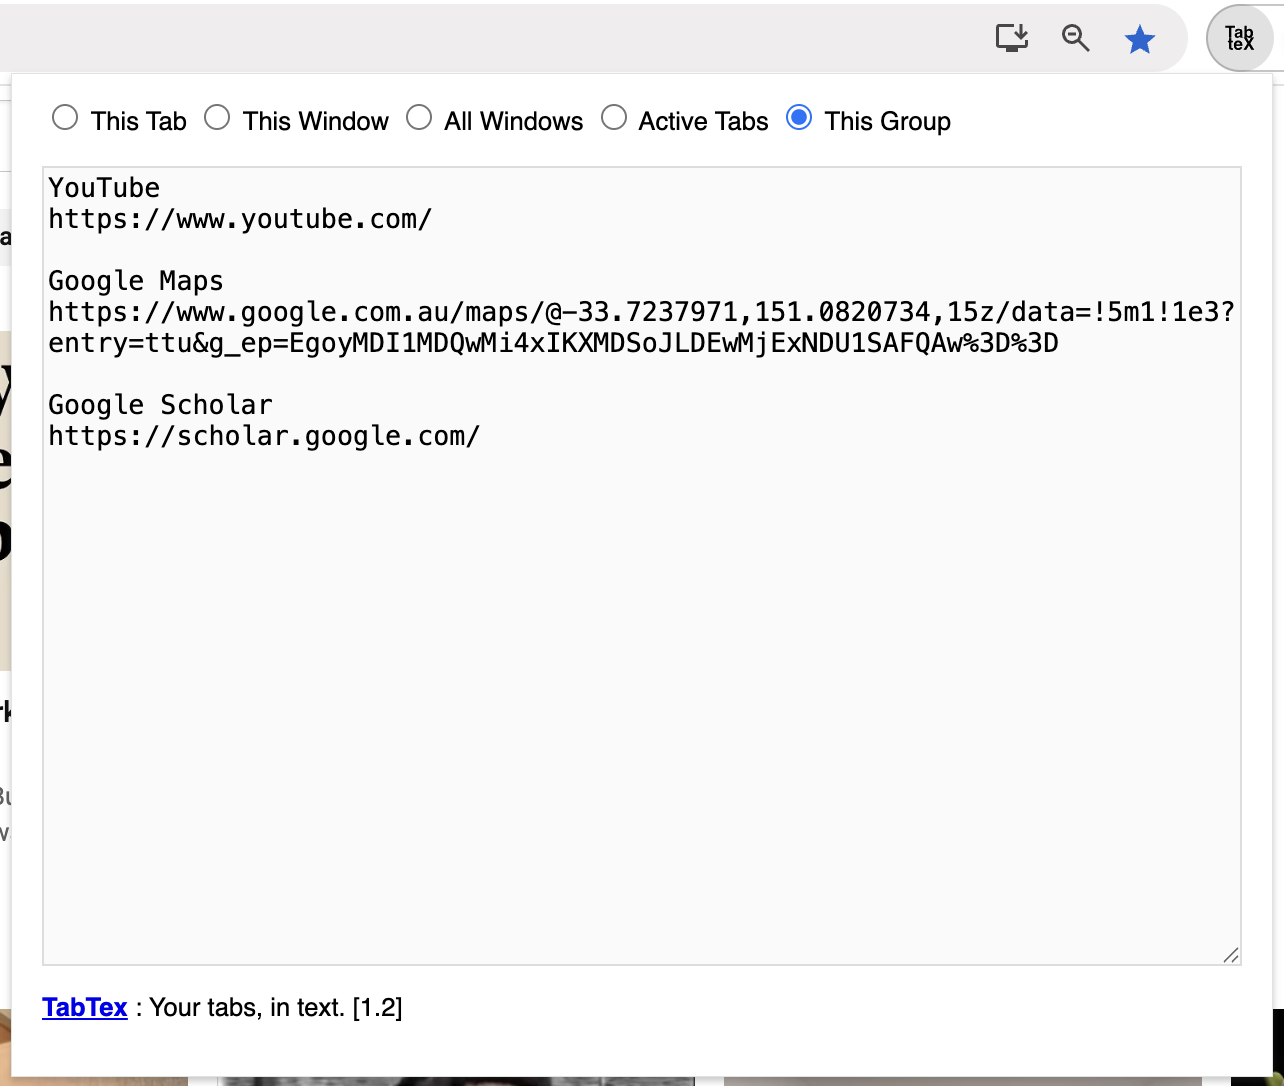 Tab
teX
This Tab This Window All Windows Active Tabs This Group
YouTube
https://www.youtube.com/
Google Maps
https://www.google.com.au/maps/@-33.7237971,151.0820734,15z/data=!5m1!1e3?
entry=ttu&g_ep=EgoyMDI1MDQwMi4xIKXMDSoJLDEwMjExNDU1SAFQAw%3D%3D
Google Scholar
https://scholar.google.com/
TabTex : Your tabs, in text. [1.2]